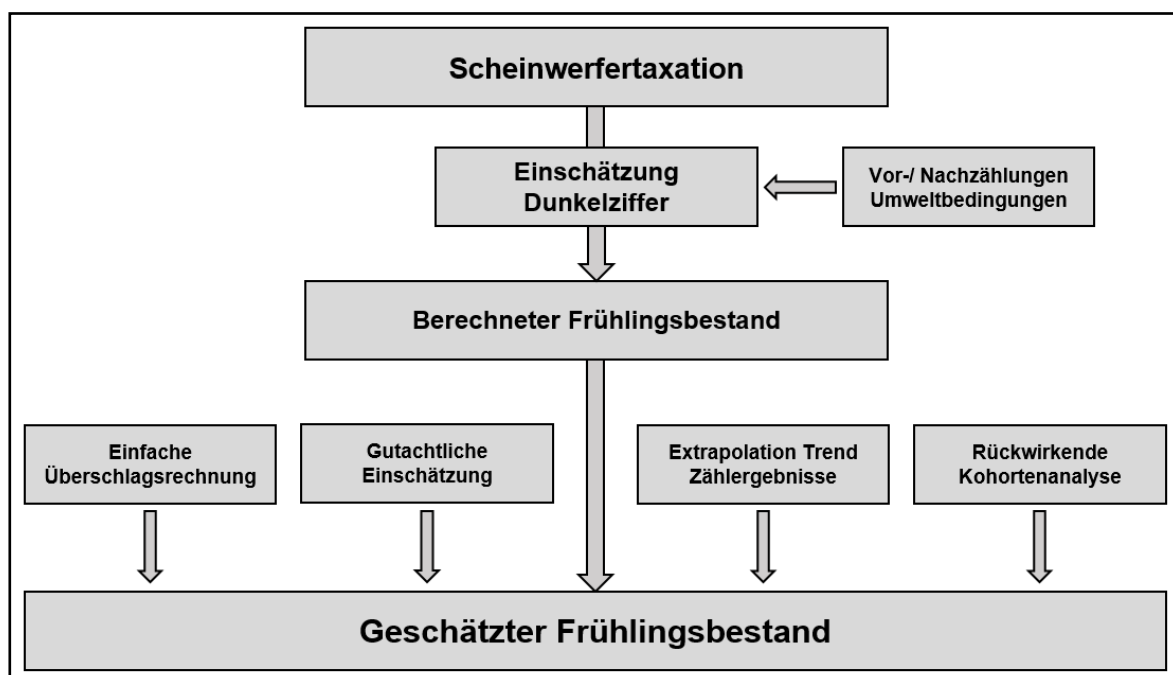 Scheinwerfertaxation
Einschätzung
Dunkelziffer
Vor-/ Nachzählungen
Umweltbedingungen
Berechneter Frühlingsbestand
Einfache
Überschlagsrechnung
Gutachtliche
Einschätzung
Extrapolation Trend
Zählergebnisse
Rückwirkende
Kohortenanalyse
Geschätzter Frühlingsbestand